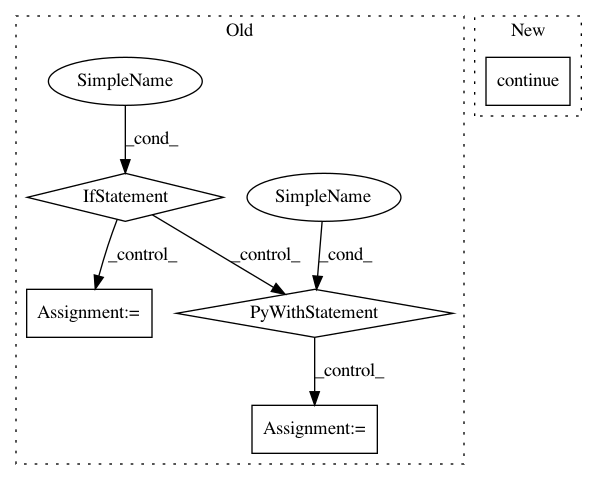 Old
New
SimpleName
continue
_cond_
IfStatement
SimpleName
_control_
_control_
_cond_
Assignment:=
PyWithStatement
_control_
Assignment:=